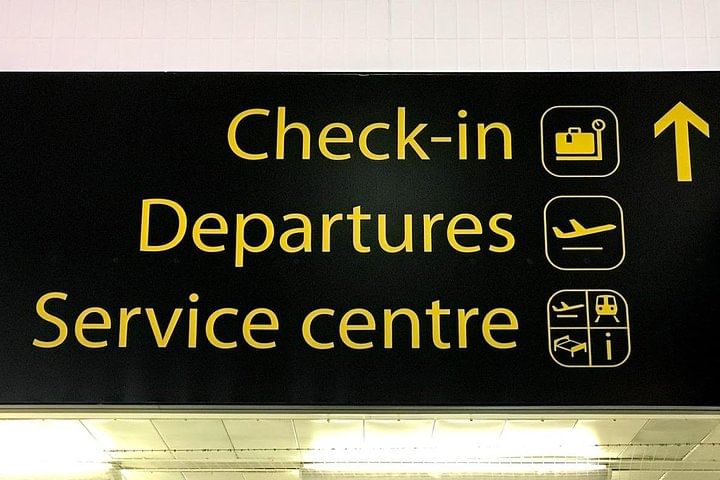 Check-in
Departures
Service centre
i